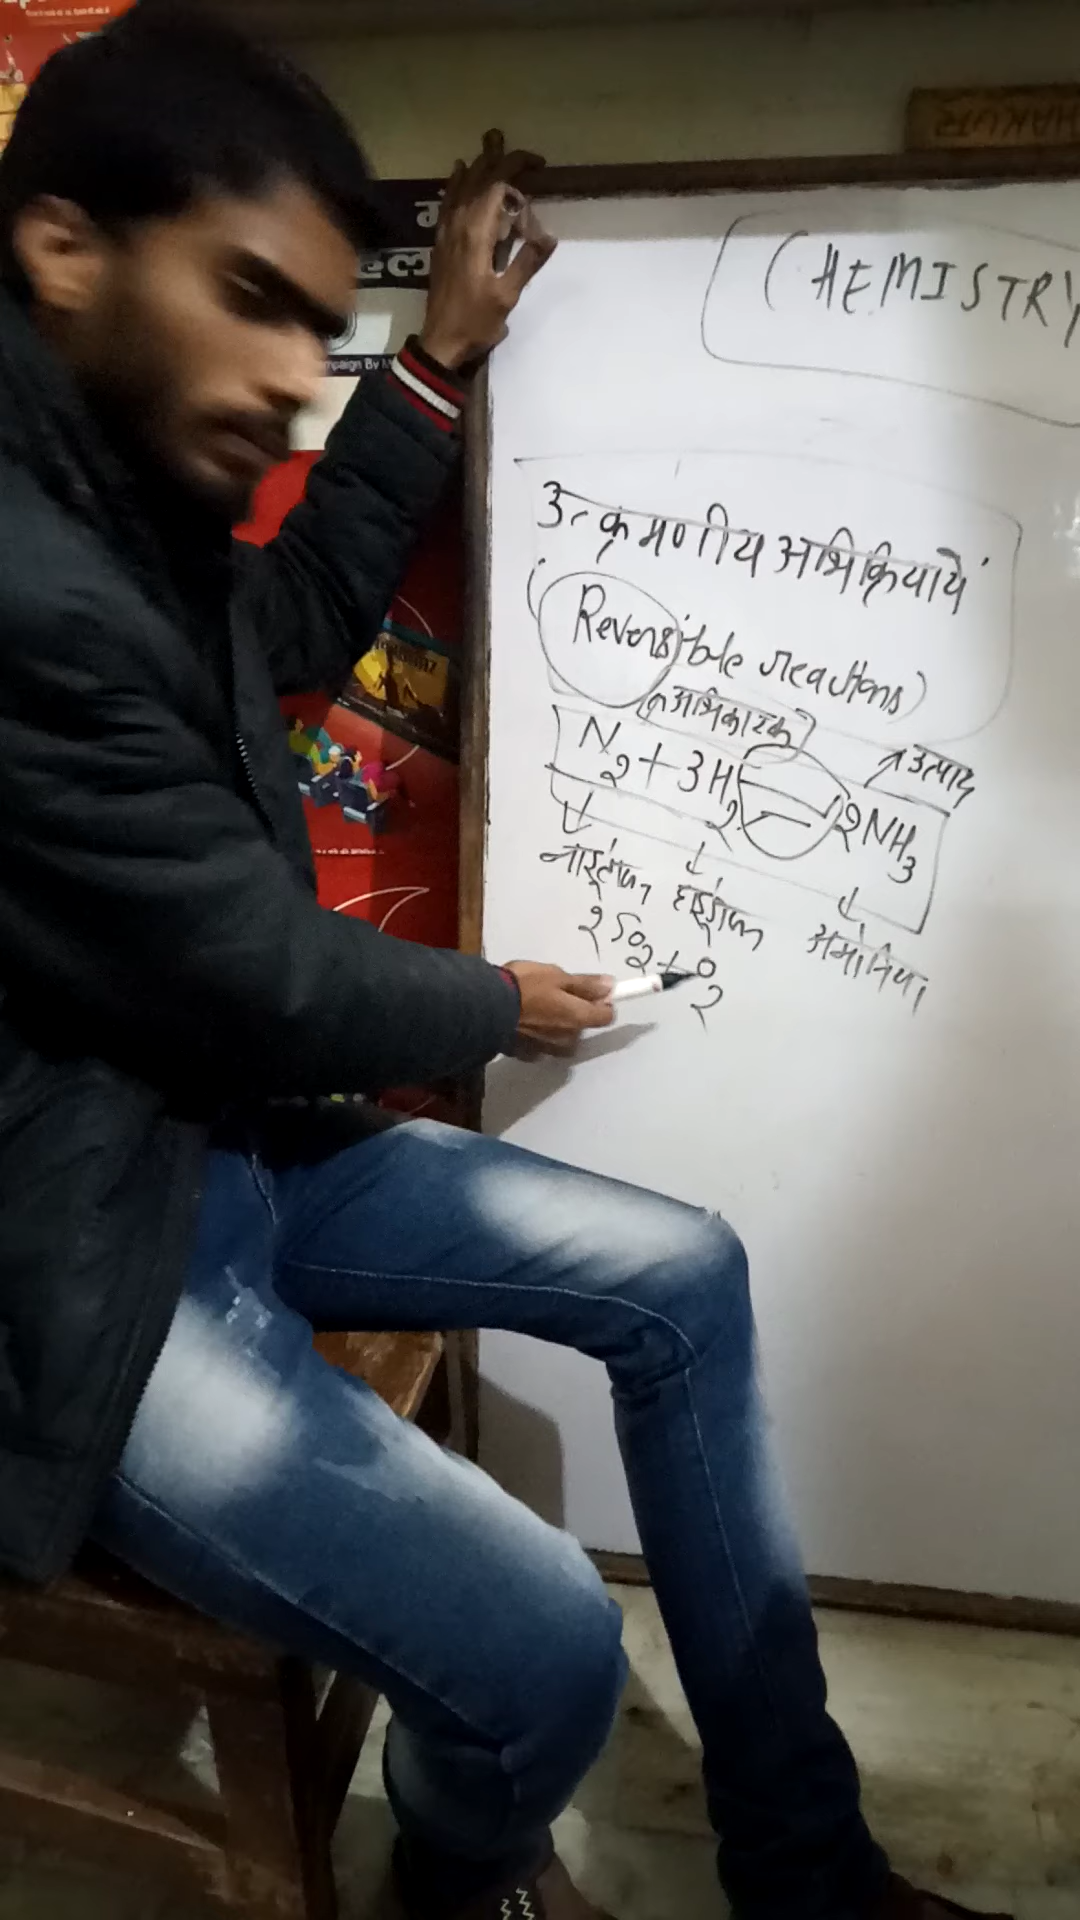 CHEMISTRY
उत्क्रमणीय अभिक्रियायें
(Reversible reactions)
अभिकारक
उत्पाद
N2 + 3H2 ⇌ 2NH3
नाइट्रोजन हाइड्रोजन अमोनिया
2SO2 + O2